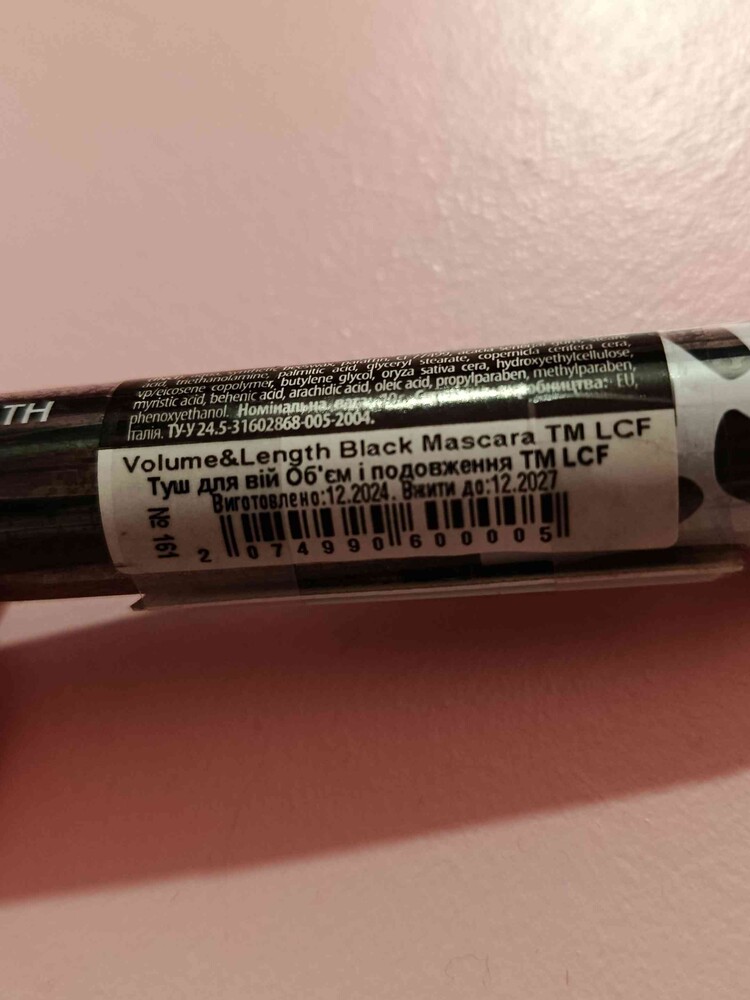 TH
acid, triethanolamine, palmitic acid, glyceryl stearate, copernicia cerifera cera,
vp/eicosene copolymer, butylene glycol, oryza sativa cera, hydroxyethylcellulose,
myristic acid, behenic acid, arachidic acid, oleic acid, propylparaben, methylparaben,
phenoxyethanol. EU,
Італія. ТУ-У 24.5-31602868-005-2004.
Volume&Length Black Mascara TM LCF
Туш для вій Об'єм і подовження TM LCF
Виготовлено:12.2024. Вжити до:12.2027
№ 161
2 074990 600005